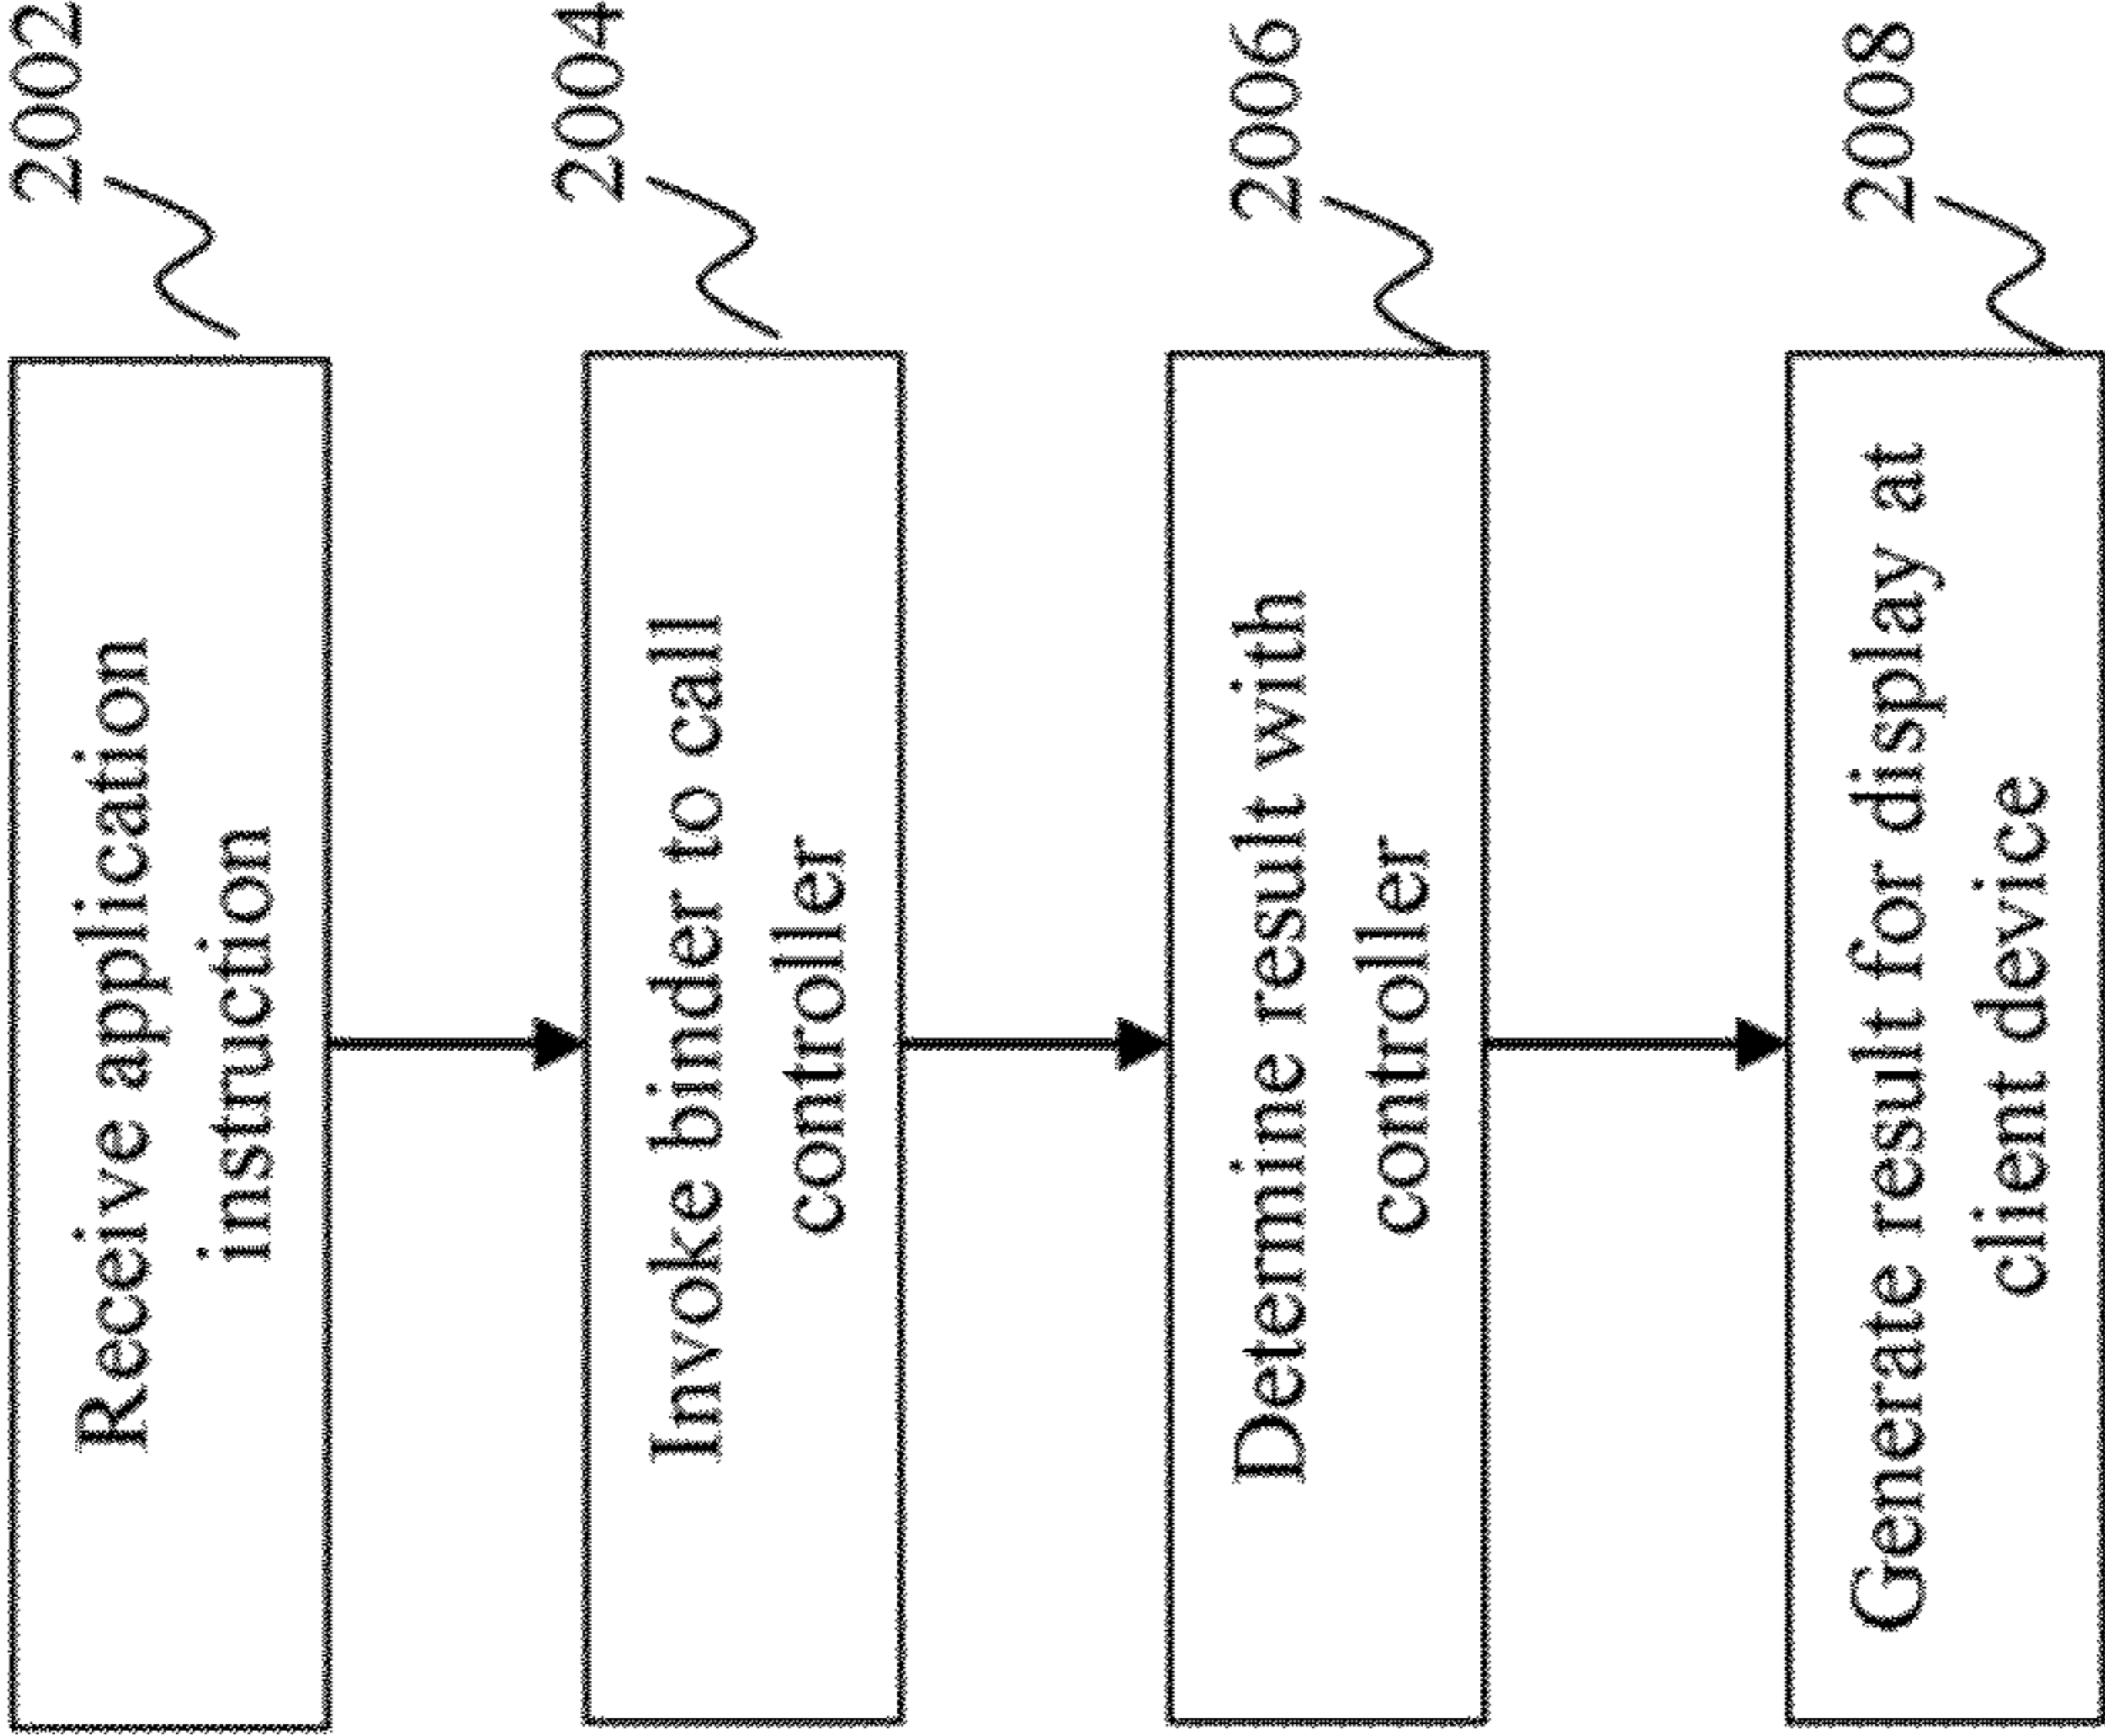 Receive application
instruction
2002
Invoke binder to call
controller
2004
Determine result with
controller
2006
Generate result for display at
client device
2008